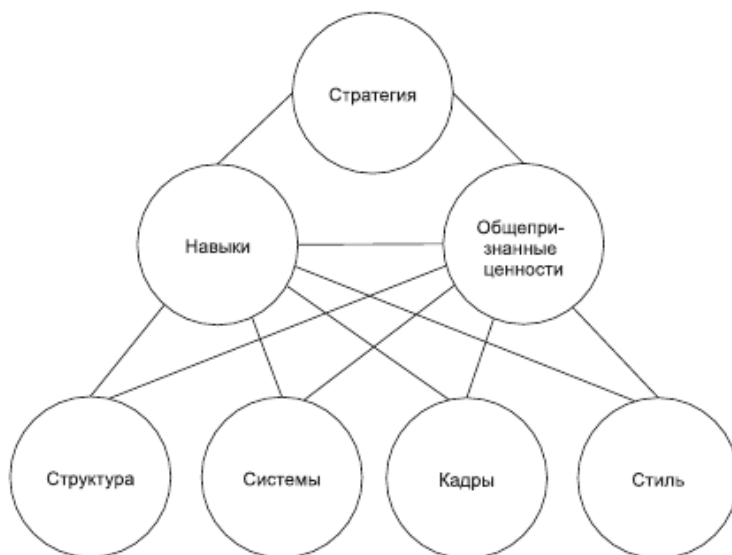 Стратегия
Навыки
Общепри-
знанные
ценности
Структура
Системы
Кадры
Стиль